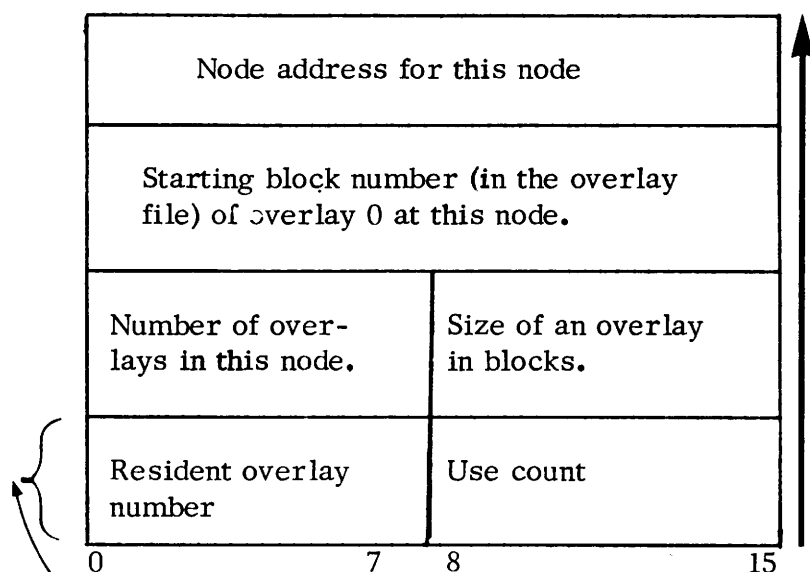 Node address for this node
Starting block number (in the overlay
file) of overlay 0 at this node.
Number of over-
lays in this node.
Size of an overlay
in blocks.
Resident overlay
number
Use count
0 7 8 15